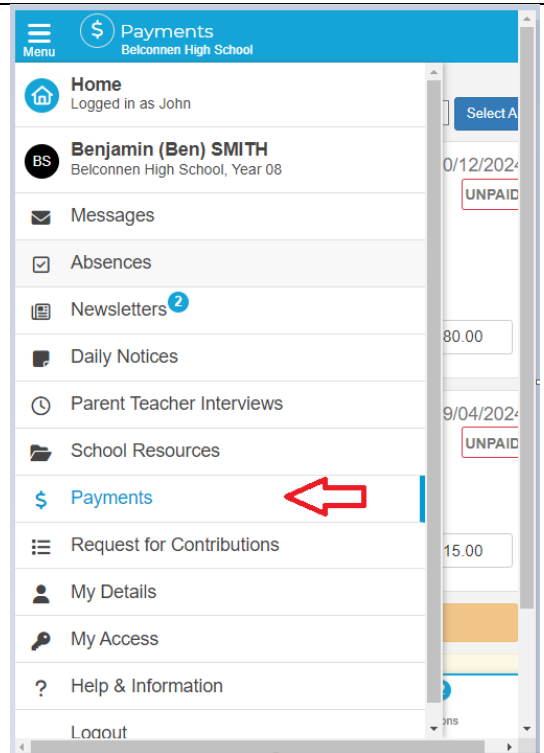 $ Payments
Menu
Belconnen High School
Home
Logged in as John
Select A
BS
Benjamin (Ben) SMITH
Belconnen High School, Year 08
0/12/2024
UNPAID
Messages
Absences
Newsletters 2
80.00
Daily Notices
Parent Teacher Interviews
9/04/2024
School Resources
UNPAID
$ Payments
Request for Contributions
15.00
My Details
My Access
? Help & Information
Logout
ons